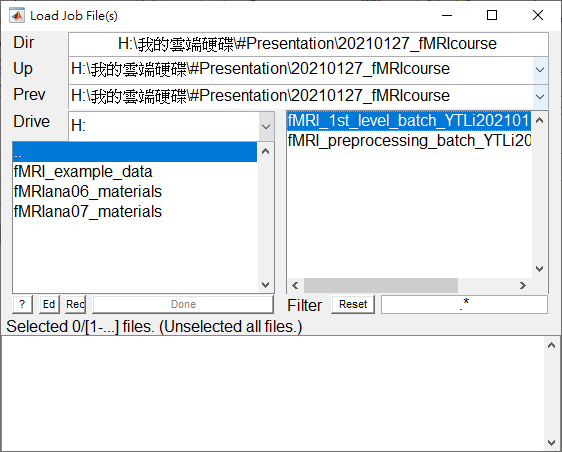 Load Job File(s)
Dir H:\我的雲端硬碟\#Presentation\20210127_fMRIcourse
Up H:\我的雲端硬碟\#Presentation\20210127_fMRIcourse
Prev H:\我的雲端硬碟\#Presentation\20210127_fMRIcourse
Drive H:
..
fMRI_example_data
fMRIana06_materials
fMRIana07_materials
fMRI_1st_level_batch_YTLi202101
fMRI_preprocessing_batch_YTLi20
? Ed Rec Done Filter Reset .*
Selected 0/[1-...] files. (Unselected all files.)